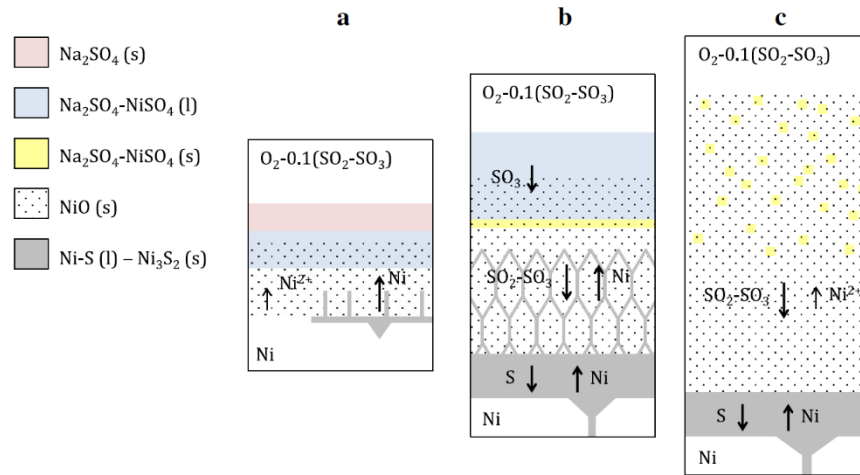 a
b
c
Na₂SO₄ (s)
Na₂SO₄-NiSO₄ (l)
Na₂SO₄-NiSO₄ (s)
NiO (s)
Ni-S (l) – Ni₃S₂ (s)
O₂-0.1(SO₂-SO₃)
Ni²⁺
Ni
Ni
O₂-0.1(SO₂-SO₃)
SO₃
SO₂-SO₃
Ni
S
Ni
Ni
O₂-0.1(SO₂-SO₃)
SO₂-SO₃
Ni²⁺
S
Ni
Ni